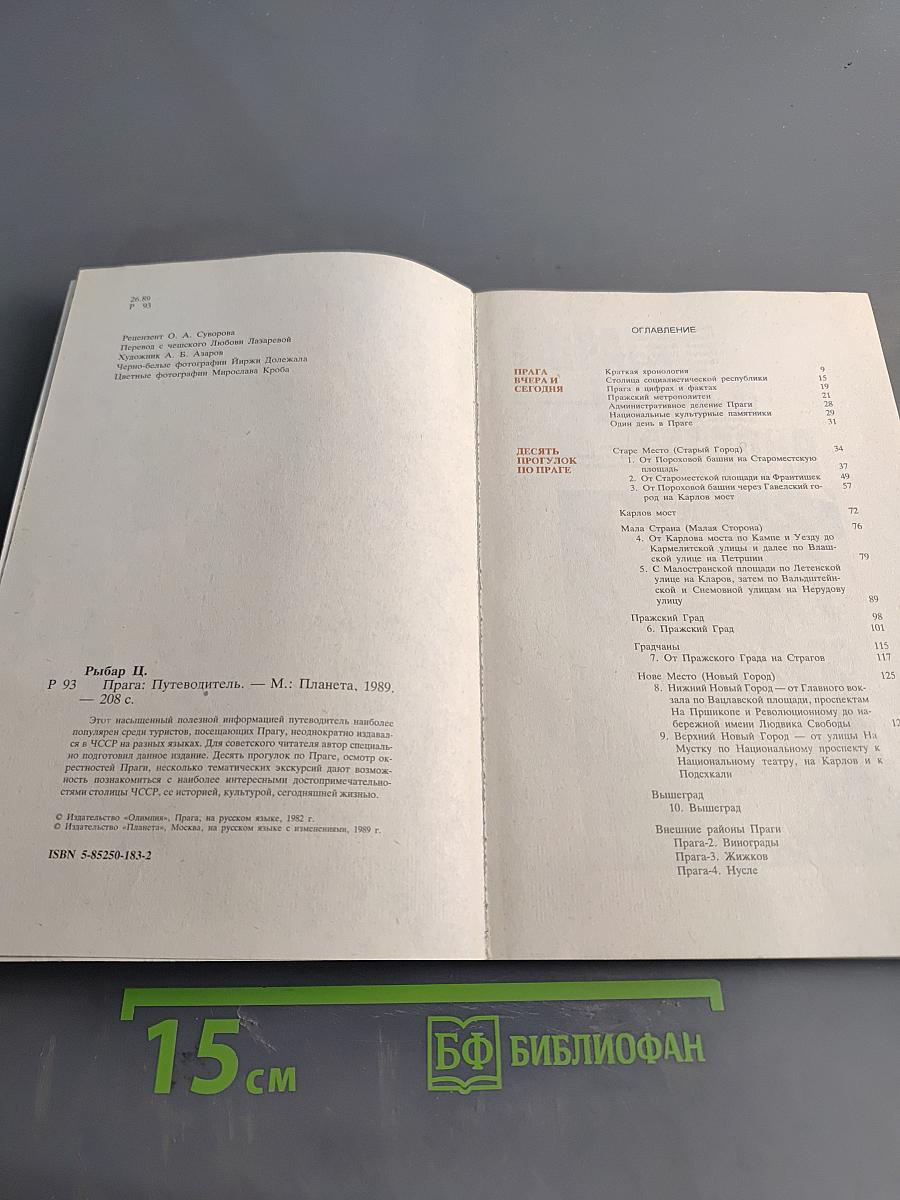 26.89
Р 93
Рецензент О. А. Суворова
Перевод с чешского Любови Лазаревой
Художник А. Б. Азаров
Черно-белые фотографии Йиржи Долежала
Цветные фотографии Мирослава Кроба
Рыбар Ц.
Р 93 Прага: Путеводитель. — М.: Планета, 1989.
— 208 с.
Этот насыщенный полезной информацией путеводитель наиболее
популярен среди туристов, посещающих Прагу, неоднократно издавал-
ся в ЧССР на разных языках. Для советского читателя автор специаль-
но подготовил данное издание. Десять прогулок по Праге, осмотр ок-
рестностей Праги, несколько тематических экскурсий дают возмож-
ность познакомиться с наиболее интересными достопримечательно-
стями столицы ЧССР, ее историей, культурой, сегодняшней жизнью.
© Издательство «Олимпия», Прага, на русском языке, 1982 г.
© Издательство «Планета», Москва, на русском языке с изменениями, 1989 г.
ISBN 5-85250-183-2
ОГЛАВЛЕНИЕ
ПРАГА
ВЧЕРА И
СЕГОДНЯ
Краткая хронология 9
Столица социалистической республики 15
Прага в цифрах и фактах 19
Пражский метрополитен 21
Административное деление Праги 28
Национальные культурные памятники 29
Один день в Праге 31
ДЕСЯТЬ
ПРОГУЛОК
ПО ПРАГЕ
Старе Место (Старый Город) 34
1. От Пороховой башни на Староместскую
площадь 37
2. От Староместской площади на Франтишек 49
3. От Пороховой башни через Гавелский го- 57
род на Карлов мост
Карлов мост 72
Мала Страна (Малая Сторона) 76
4. От Карлова моста по Кампе и Уезду до
Кармелитской улицы и далее по Влаш-
ской улице на Петршин 79
5. С Малостранской площади по Летенской
улице на Кларов, затем по Вальдштейн-
ской и Снемовной улицам на Нерудову
улицу 89
Пражский Град 98
6. Пражский Град 101
Градчаны 115
7. От Пражского Града на Страгов 117
Нове Место (Новый Город) 125
8. Нижний Новый Город — от Главного вок-
зала по Вацлавской площади, проспектам
На Пршикопе и Революционному до на-
бережной имени Людвика Свободы 12
9. Верхний Новый Город — от улицы На
Мустку по Национальному проспекту к
Национальному театру, на Карлов и к
Подскхали
Вышеград
10. Вышеград
Внешние районы Праги
Прага-2. Винограды
Прага-3. Жижков
Прага-4. Нусле
15 см
БФ БИБЛИОФАН